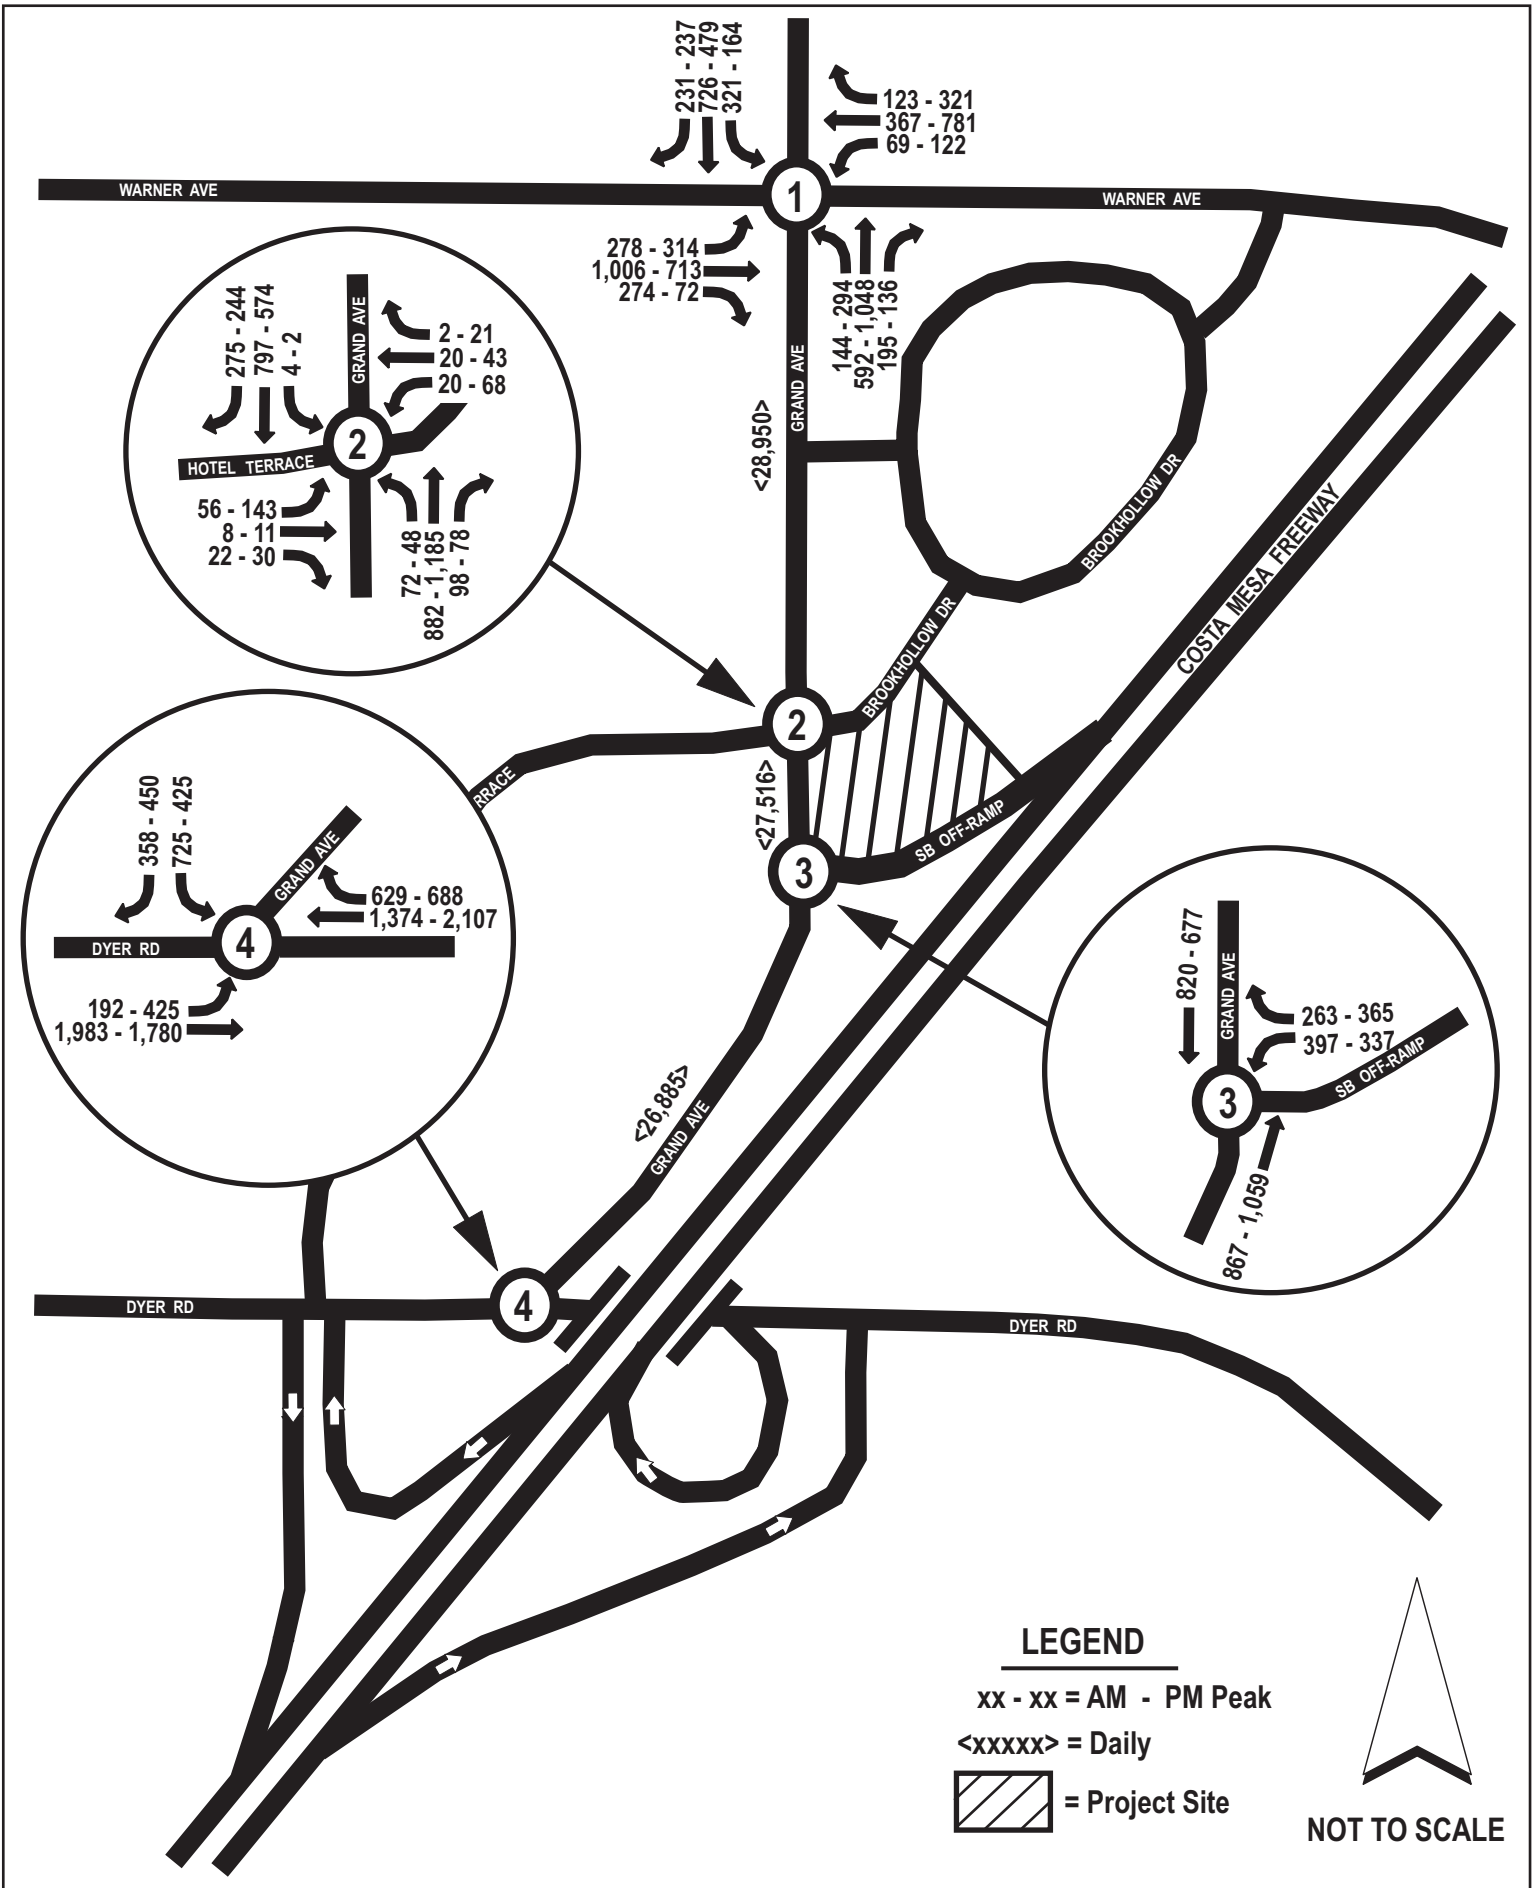 231 - 237
726 - 479
321 - 164
123 - 321
367 - 781
69 - 122
WARNER AVE
1
WARNER AVE
278 - 314
1,006 - 713
274 - 72
144 - 294
592 - 1,048
195 - 136
GRAND AVE
<28,950>
275 - 244
797 - 574
4 - 2
GRAND AVE
2 - 21
20 - 43
20 - 68
2
HOTEL TERRACE
56 - 143
8 - 11
22 - 30
72 - 48
882 - 1,185
98 - 78
BROOKHOLLOW DR
COSTA MESA FREEWAY
BROOKHOLLOW DR
2
RRACE
<27,516>
SB OFF-RAMP
3
358 - 450
725 - 425
GRAND AVE
629 - 688
1,374 - 2,107
DYER RD
4
192 - 425
1,983 - 1,780
820 - 677
GRAND AVE
263 - 365
397 - 337
SB OFF-RAMP
3
867 - 1,059
<26,885>
GRAND AVE
DYER RD
4
DYER RD
LEGEND
xx - xx = AM - PM Peak
<xxxxx> = Daily
= Project Site
NOT TO SCALE